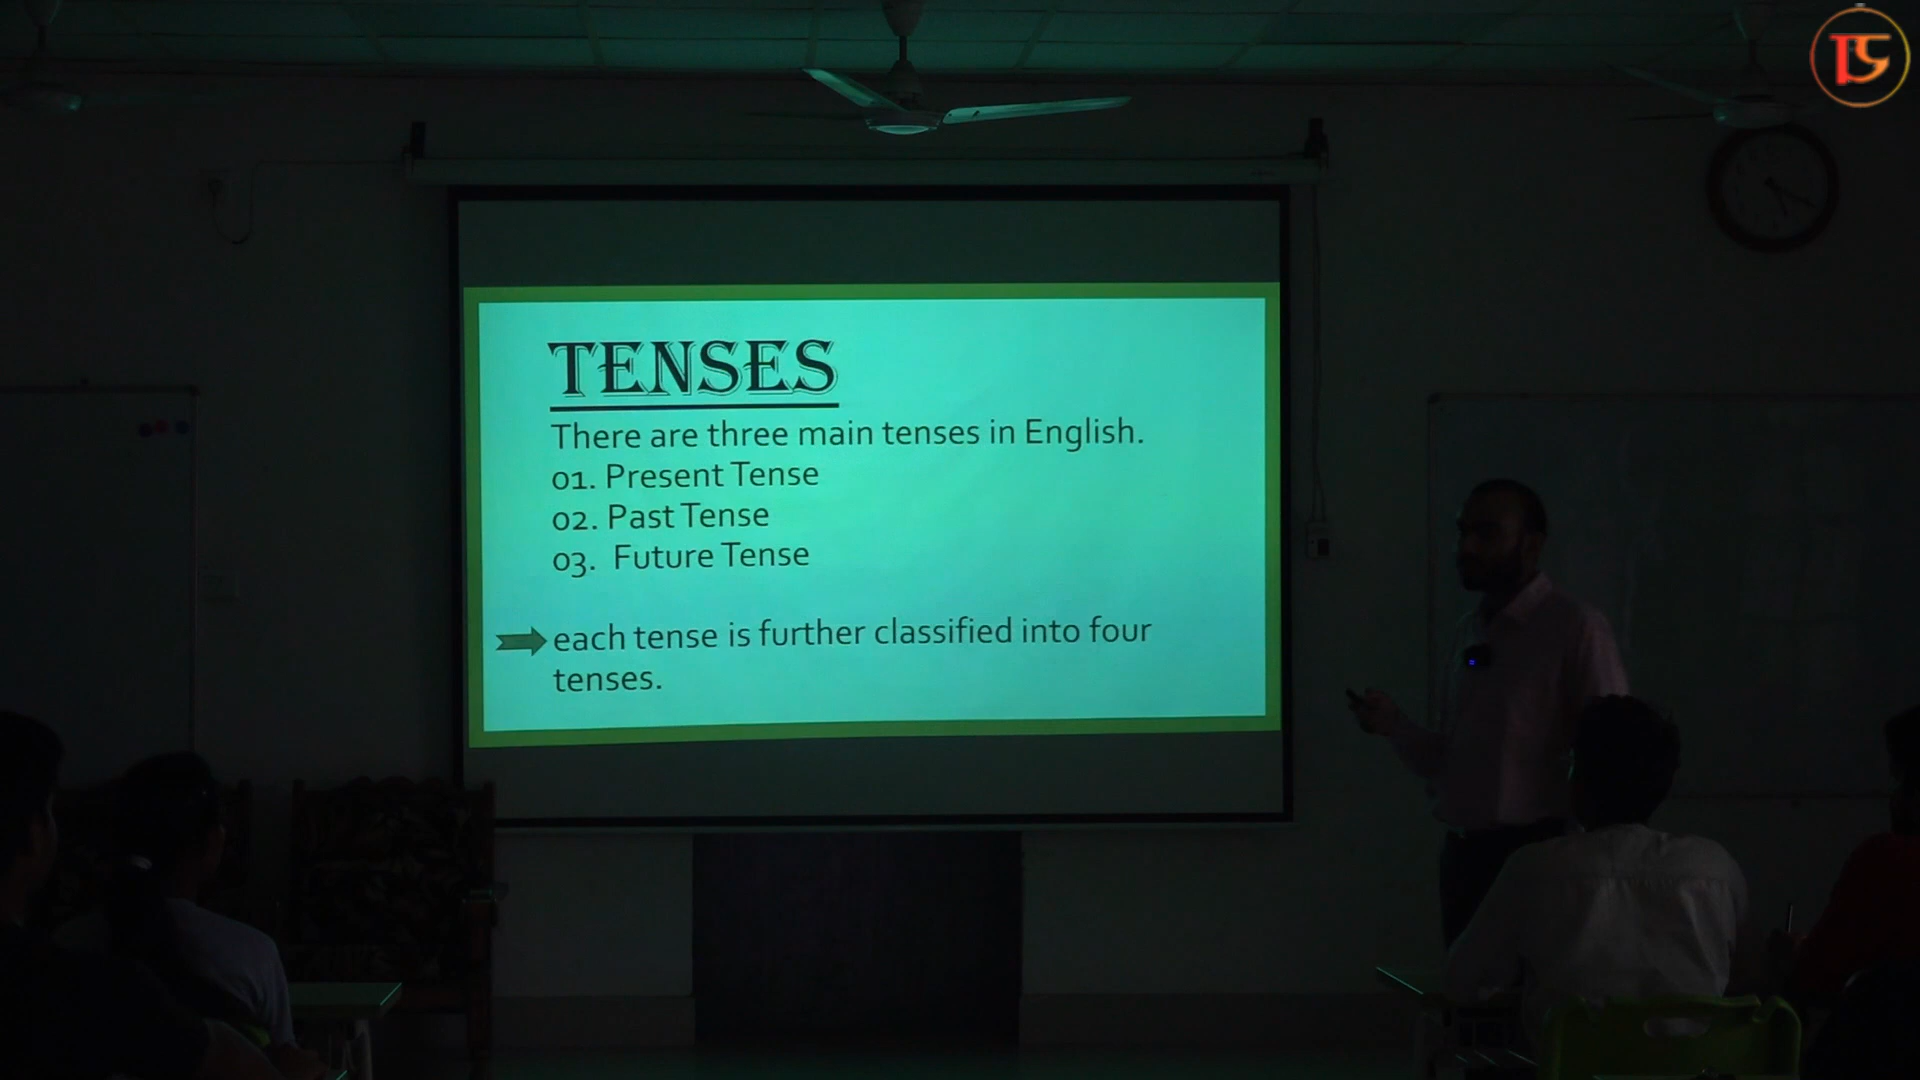 TENSES
There are three main tenses in English.
01. Present Tense
02. Past Tense
03. Future Tense
each tense is further classified into four
tenses.